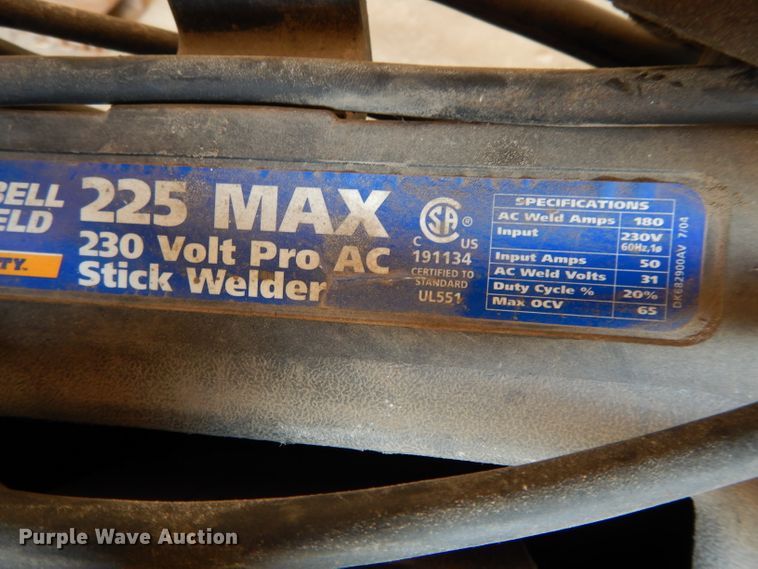 BELL
ELD
TY.
225 MAX
230 Volt Pro AC
Stick Welder
SA ®
C US
191134
CERTIFIED TO
STANDARD
UL551
SPECIFICATIONS
AC Weld Amps 180
Input 230V
60Hz,1ø
Input Amps 50
AC Weld Volts 31
Duty Cycle % 20%
Max OCV 65
DK682900AV 7/04
Purple Wave Auction®